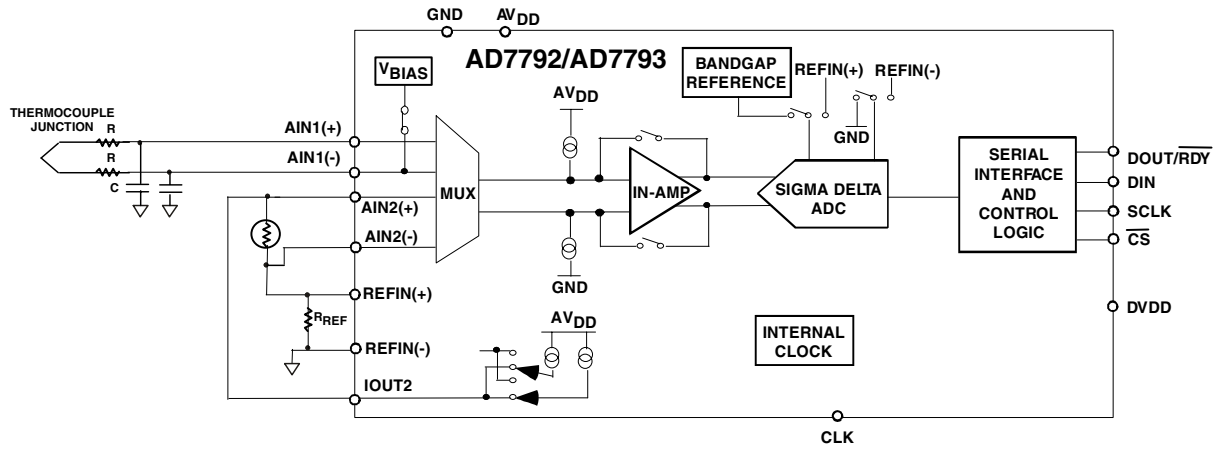 GND
AVDD
AD7792/AD7793
VBIAS
BANDGAP
REFERENCE
REFIN(+)
REFIN(-)
AVDD
GND
THERMOCOUPLE
JUNCTION
R
R
C
AIN1(+)
AIN1(-)
AIN2(+)
AIN2(-)
MUX
IN-AMP
SIGMA DELTA
ADC
SERIAL
INTERFACE
AND
CONTROL
LOGIC
DOUT/RDY
DIN
SCLK
CS
GND
REFIN(+)
RREF
REFIN(-)
IOUT2
AVDD
INTERNAL
CLOCK
DVDD
CLK